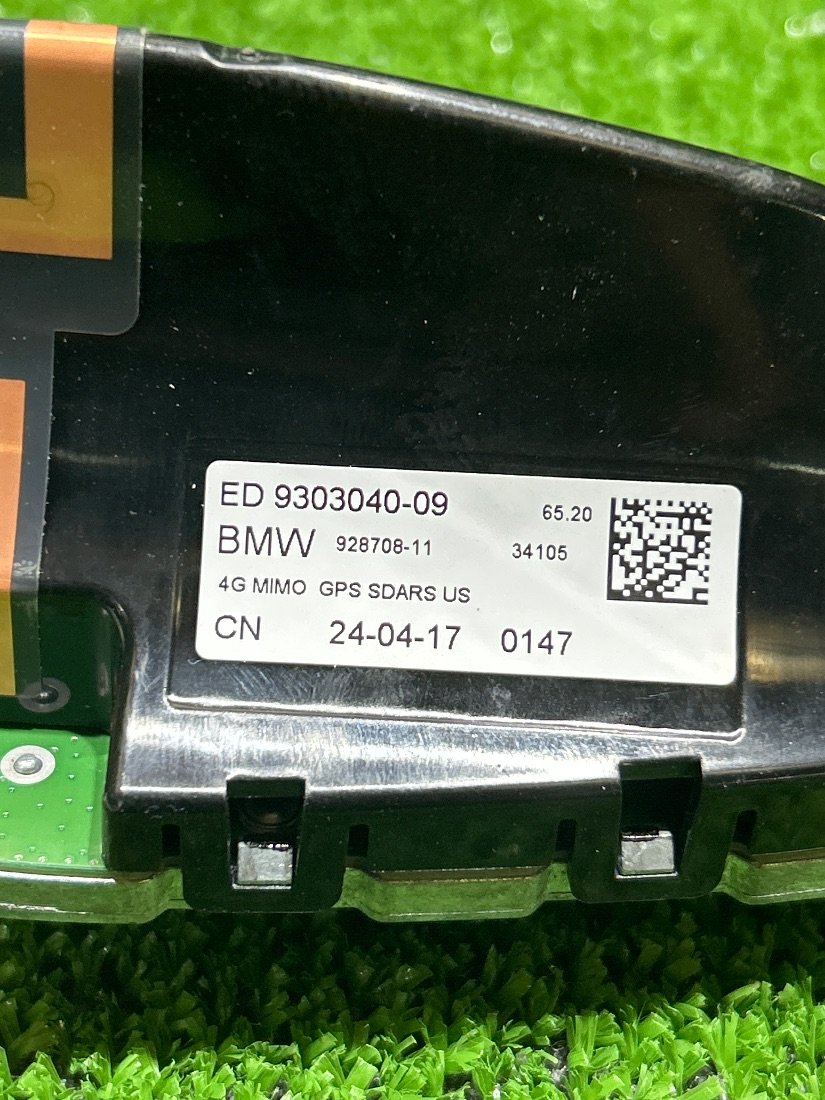 ED 9303040-09 65.20
BMW 928708-11 34105
4G MIMO GPS SDARS US
CN 24-04-17 0147